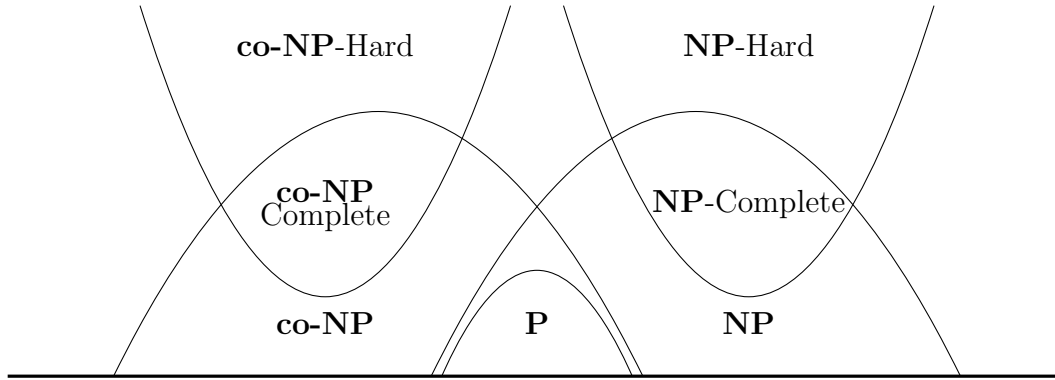 co-NP-Hard
NP-Hard
co-NP
Complete
NP-Complete
co-NP
P
NP